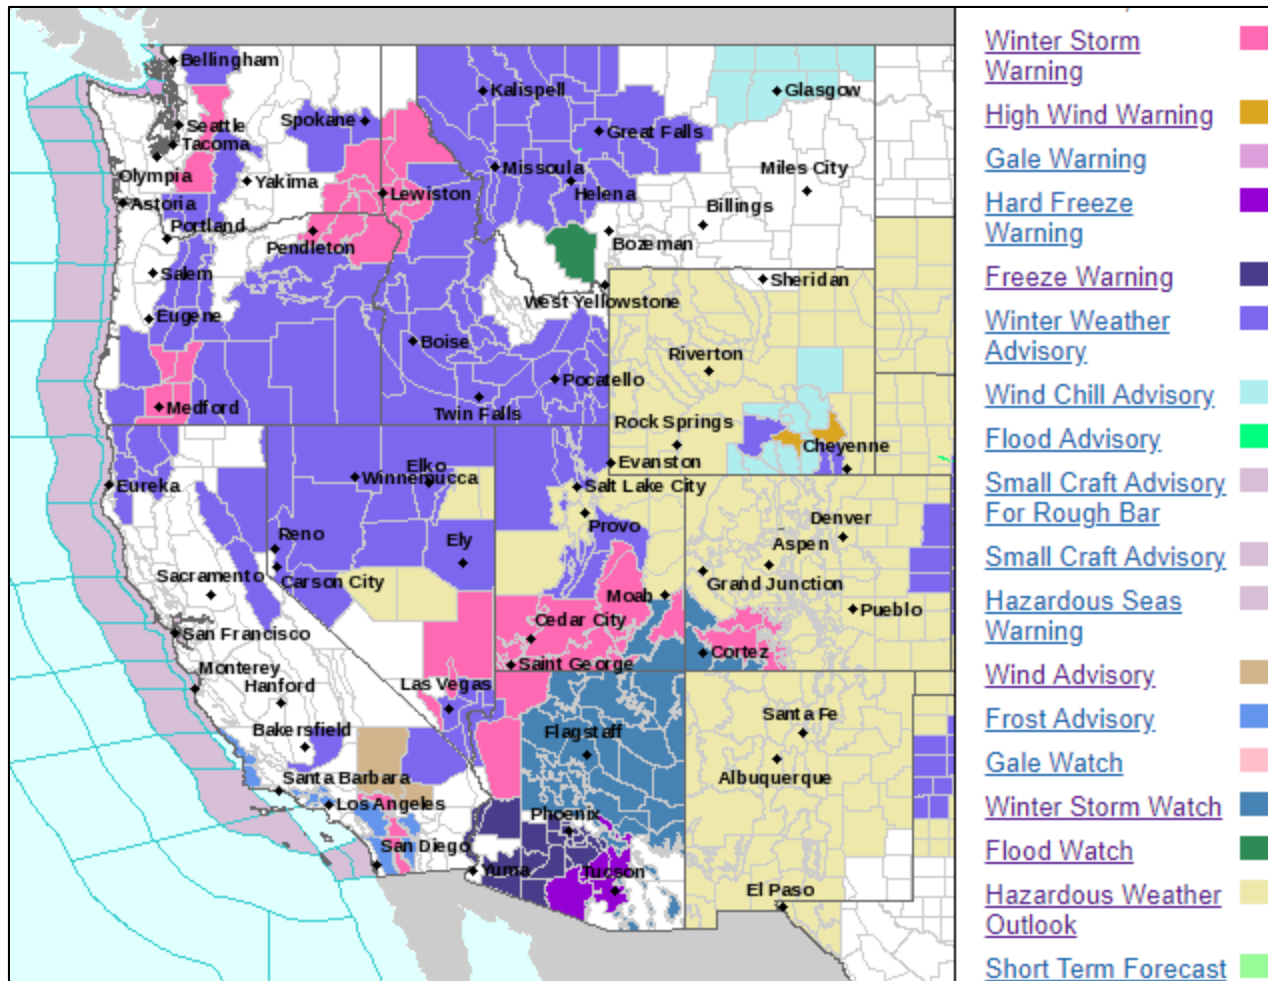 Bellingham
Kalispell
Glasgow
Seattle
Spokane
Great Falls
Tacoma
Olympia
Yakima
Missoula
Miles City
Astoria
Lewiston
Helena
Billings
Portland
Pendleton
Bozeman
Salem
West Yellowstone
Sheridan
Eugene
Boise
Riverton
Pocatello
Medford
Twin Falls
Rock Springs
Cheyenne
Elko
Evanston
Eureka
Winnemucca
Salt Lake City
Provo
Denver
Reno
Ely
Aspen
Sacramento
Carson City
Grand Junction
Moab
Pueblo
Cedar City
San Francisco
Cortez
Monterey
Saint George
Hanford
Las Vegas
Santa Fe
Bakersfield
Flagstaff
Santa Barbara
Albuquerque
Los Angeles
Phoenix
San Diego
Yuma
Tucson
El Paso
Winter Storm
Warning
High Wind Warning
Gale Warning
Hard Freeze
Warning
Freeze Warning
Winter Weather
Advisory
Wind Chill Advisory
Flood Advisory
Small Craft Advisory
For Rough Bar
Small Craft Advisory
Hazardous Seas
Warning
Wind Advisory
Frost Advisory
Gale Watch
Winter Storm Watch
Flood Watch
Hazardous Weather
Outlook
Short Term Forecast